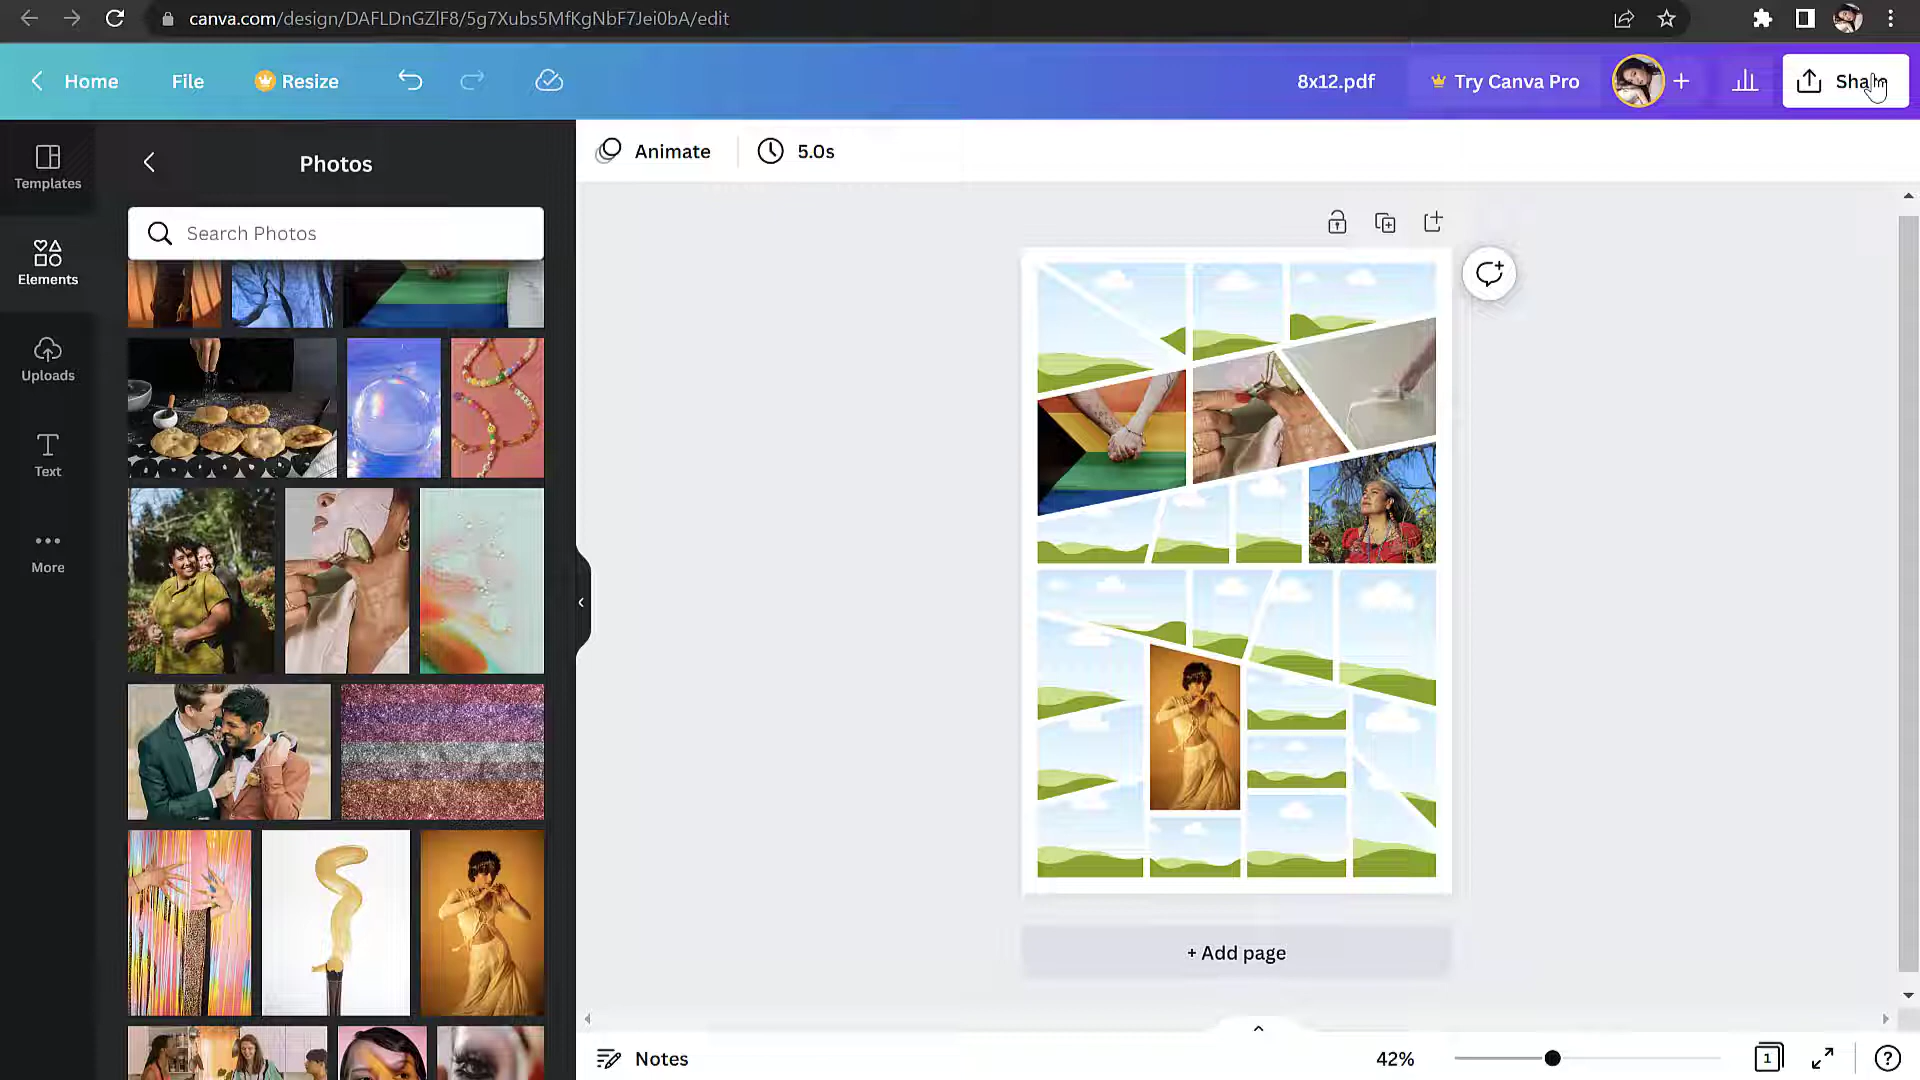 canva.com/design/DAFLDnGZlF8/5g7Xubs5MfKgNbF7Jei0bA/edit
Home File Resize 8x12.pdf Try Canva Pro + Share
Templates
Elements
Uploads
Text
More
Photos
Search Photos
Animate 5.0s
+ Add page
Notes 42% 1 ?